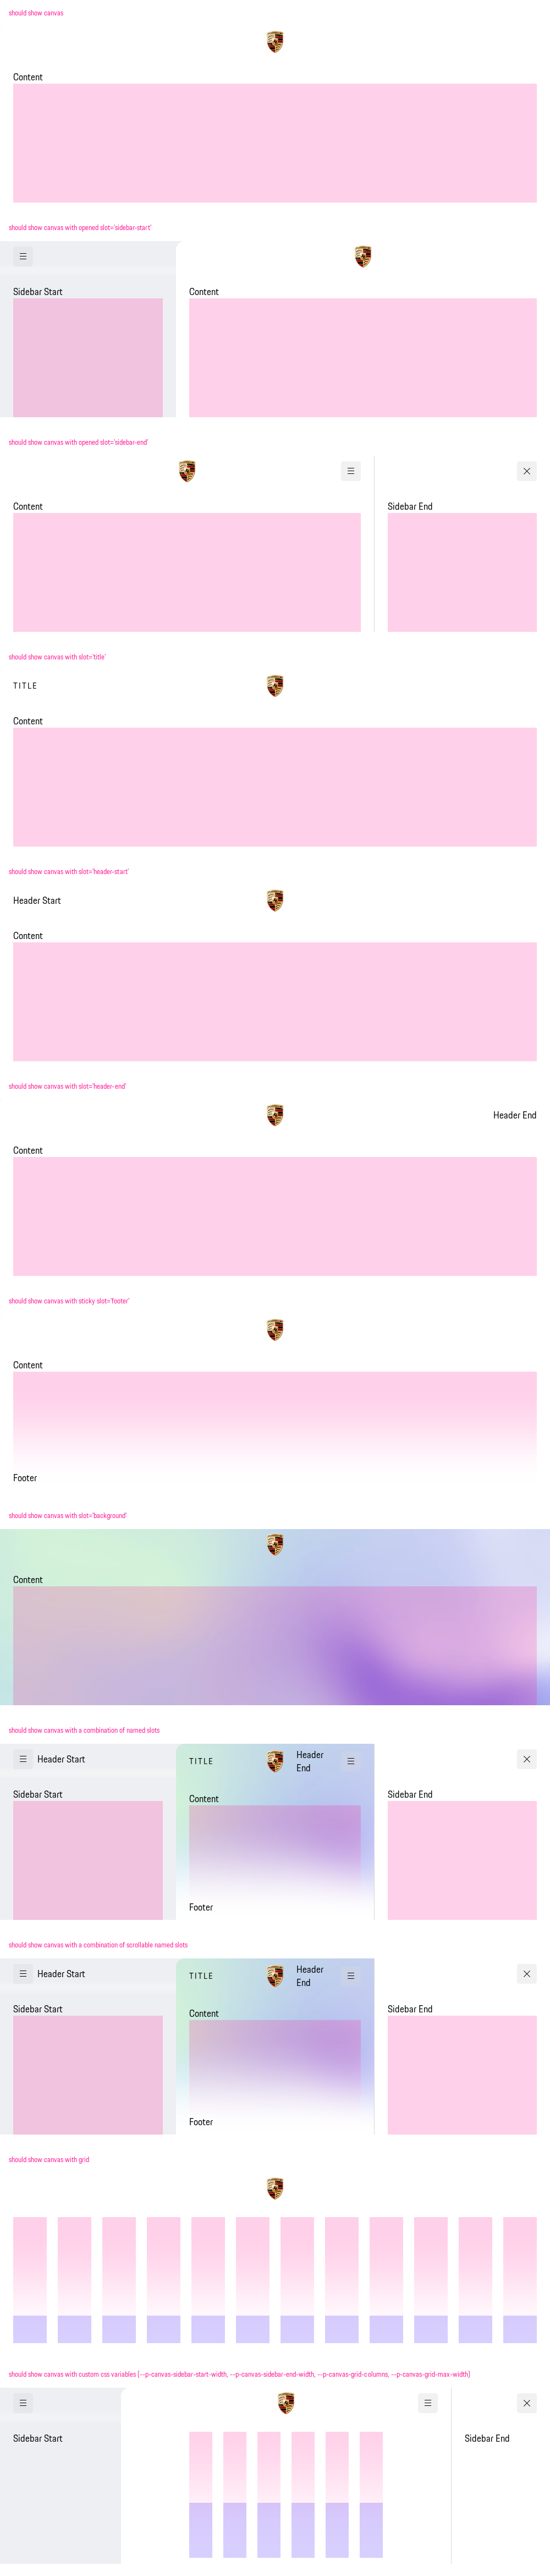 should show canvas
Content
should show canvas with opened slot='sidebar-start'
Sidebar Start
Content
should show canvas with opened slot='sidebar-end'
Content
Sidebar End
should show canvas with slot='title'
TITLE
Content
should show canvas with slot='header-start'
Header Start
Content
should show canvas with slot='header-end'
Header End
Content
should show canvas with sticky slot='footer'
Content
Footer
should show canvas with slot='background'
Content
should show canvas with a combination of named slots
Header Start
TITLE
Header
End
Sidebar Start
Content
Sidebar End
Footer
should show canvas with a combination of scrollable named slots
Header Start
TITLE
Header
End
Sidebar Start
Content
Sidebar End
Footer
should show canvas with grid
should show canvas with custom css variables (--p-canvas-sidebar-start-width, --p-canvas-sidebar-end-width, --p-canvas-grid-columns, --p-canvas-grid-max-width)
Sidebar Start
Sidebar End